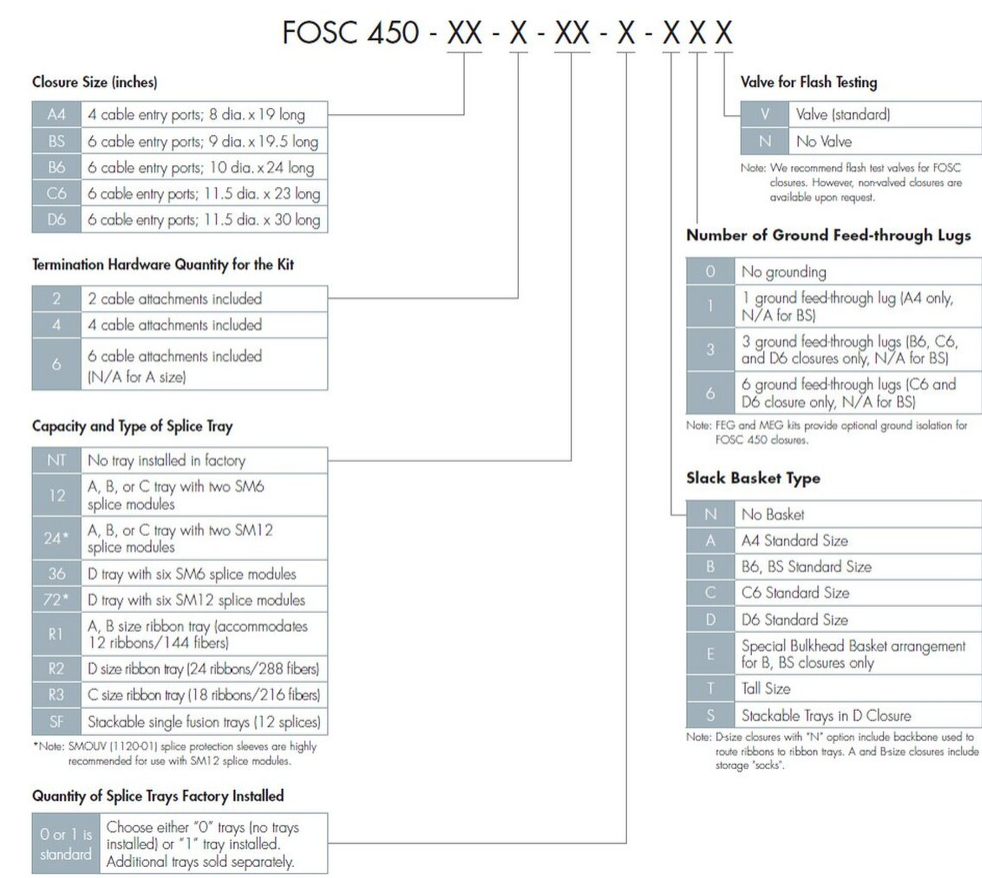 FOSC 450 - XX - X - XX - X - X X X
Closure Size (inches)
A4 4 cable entry ports; 8 dia. x 19 long
BS 6 cable entry ports; 9 dia. x 19.5 long
B6 6 cable entry ports; 10 dia. x 24 long
C6 6 cable entry ports; 11.5 dia. x 23 long
D6 6 cable entry ports; 11.5 dia. x 30 long
Termination Hardware Quantity for the Kit
2 2 cable attachments included
4 4 cable attachments included
6 6 cable attachments included
(N/A for A size)
Capacity and Type of Splice Tray
NT No tray installed in factory
12 A, B, or C tray with two SM6
splice modules
24* A, B, or C tray with two SM12
splice modules
36 D tray with six SM6 splice modules
72* D tray with six SM12 splice modules
R1 A, B size ribbon tray (accommodates
12 ribbons/144 fibers)
R2 D size ribbon tray (24 ribbons/288 fibers)
R3 C size ribbon tray (18 ribbons/216 fibers)
SF Stackable single fusion trays (12 splices)
*Note: SMOUV (1120-01) splice protection sleeves are highly
recommended for use with SM12 splice modules.
Quantity of Splice Trays Factory Installed
0 or 1 is
standard
Choose either "0" trays (no trays
installed) or "1" tray installed.
Additional trays sold separately.
Valve for Flash Testing
V Valve (standard)
N No Valve
Note: We recommend flash test valves for FOSC
closures. However, non-valved closures are
available upon request.
Number of Ground Feed-through Lugs
0 No grounding
1 1 ground feed-through lug (A4 only,
N/A for BS)
3 3 ground feed-through lugs (B6, C6,
and D6 closures only, N/A for BS)
6 6 ground feed-through lugs (C6 and
D6 closure only, N/A for BS)
Note: FEG and MEG kits provide optional ground isolation for
FOSC 450 closures.
Slack Basket Type
N No Basket
A A4 Standard Size
B B6, BS Standard Size
C C6 Standard Size
D D6 Standard Size
E Special Bulkhead Basket arrangement
for B, BS closures only
T Tall Size
S Stackable Trays in D Closure
Note: D-size closures with "N" option include backbone used to
route ribbons to ribbon trays. A and B-size closures include
storage "socks".